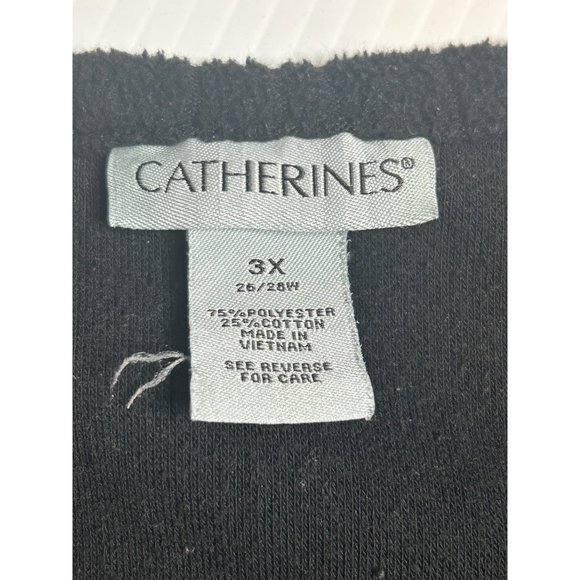 CATHERINES®
3X
26/28W
75%POLYESTER
25%COTTON
MADE IN
VIETNAM
SEE REVERSE
FOR CARE